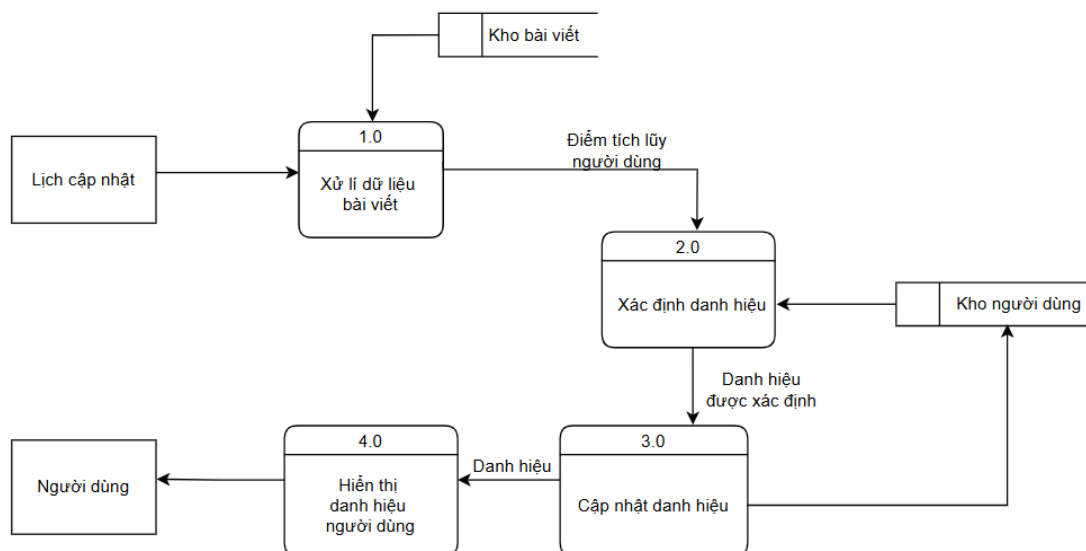 Kho bài viết
1.0
Xử lí dữ liệu
bài viết
Lịch cập nhật
Điểm tích lũy
người dùng
2.0
Xác định danh hiệu
Kho người dùng
Danh hiệu
được xác định
3.0
Cập nhật danh hiệu
Danh hiệu
4.0
Hiển thị
danh hiệu
người dùng
Người dùng